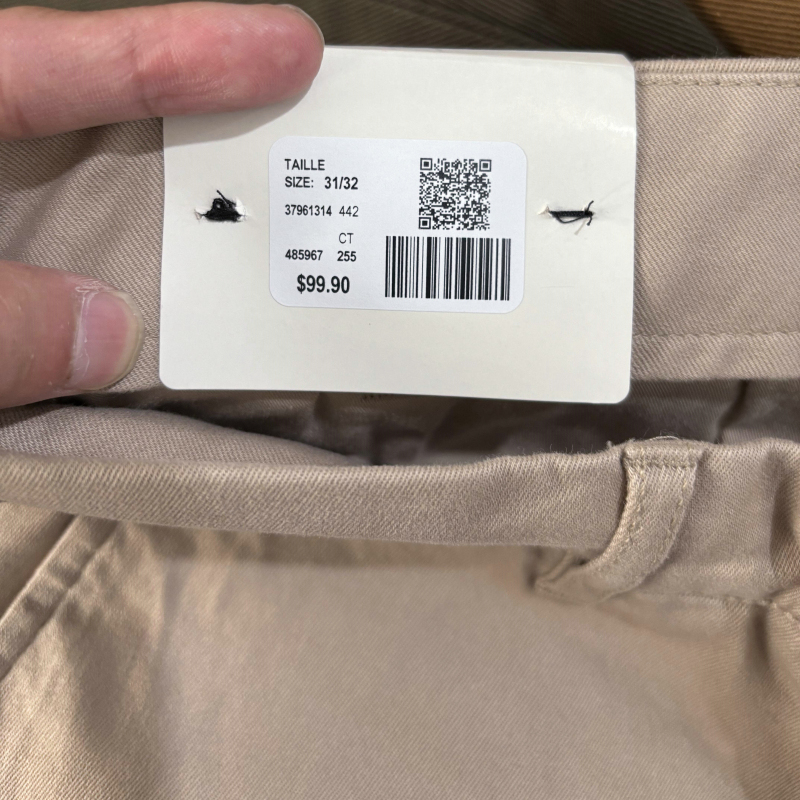 TAILLE
SIZE: 31/32
37961314 442
CT
485967 255
$99.90